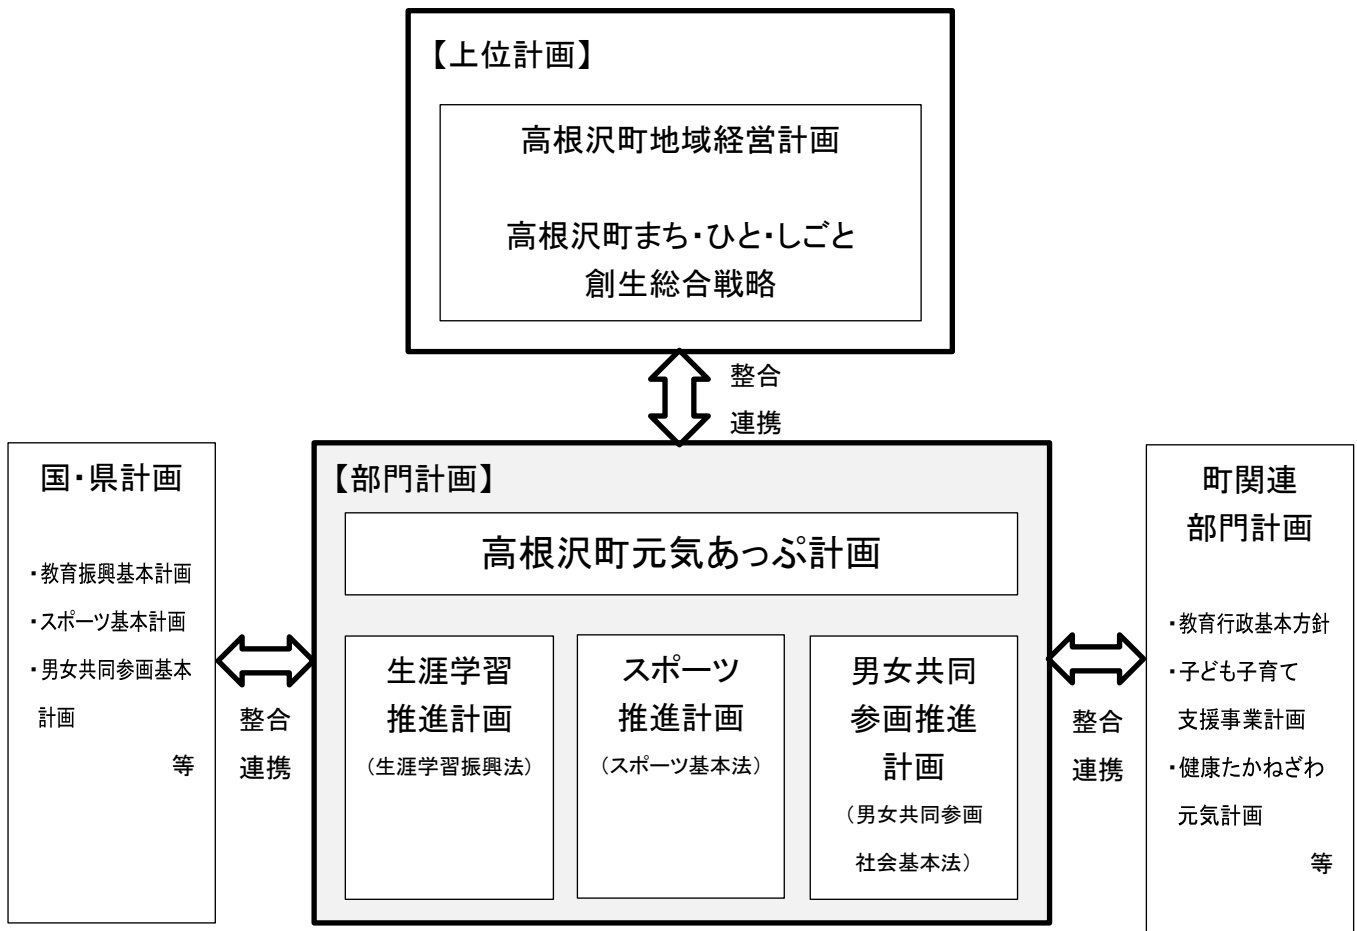 【上位計画】
高根沢町地域経営計画
高根沢町まち・ひと・しごと
創生総合戦略
整合
連携
国・県計画
・教育振興基本計画
・スポーツ基本計画
・男女共同参画基本
計画
等
整合
連携
【部門計画】
高根沢町元気あっぷ計画
生涯学習
推進計画
（生涯学習振興法）
スポーツ
推進計画
（スポーツ基本法）
男女共同
参画推進
計画
（男女共同参画
社会基本法）
整合
連携
町関連
部門計画
・教育行政基本方針
・子ども子育て
支援事業計画
・健康たかねざわ
元気計画
等